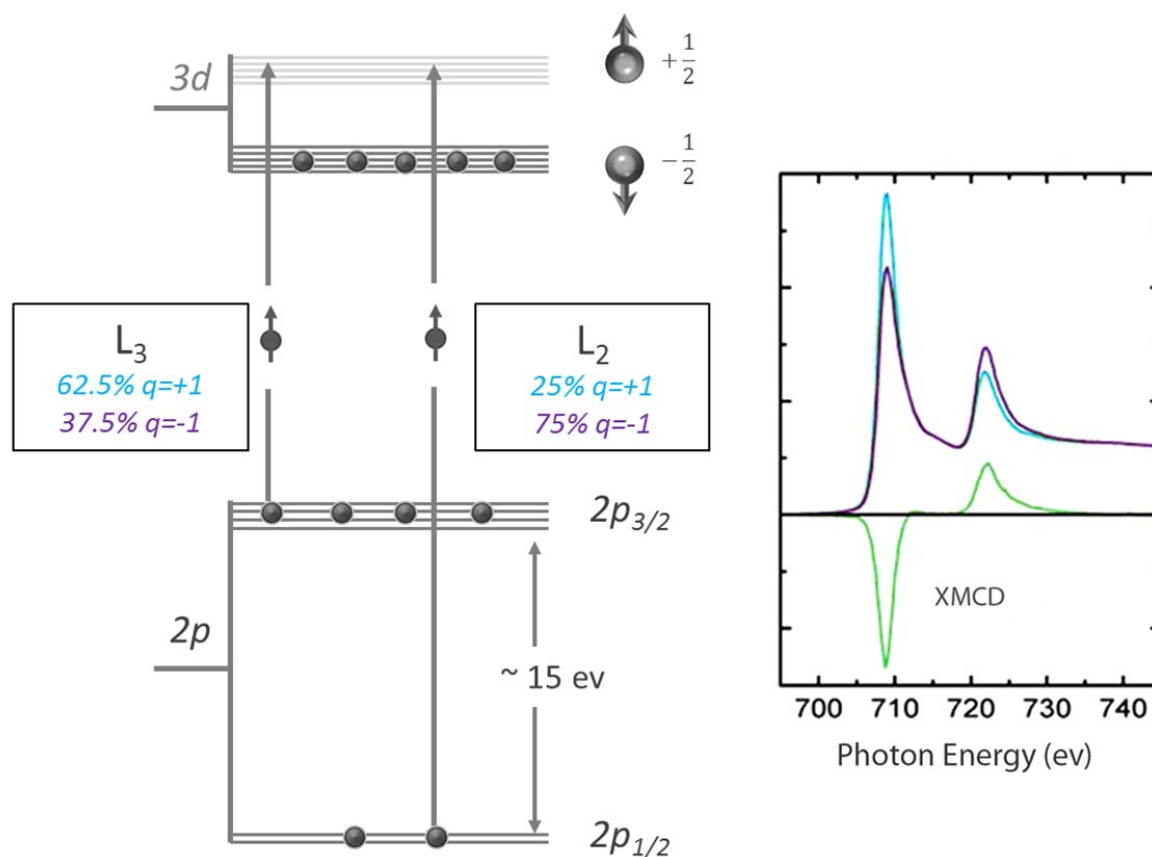 3d
+1/2
-1/2
L₃
62.5% q=+1
37.5% q=-1
L₂
25% q=+1
75% q=-1
2p₃/₂
2p
~ 15 ev
2p₁/₂
XMCD
700 710 720 730 740
Photon Energy (ev)